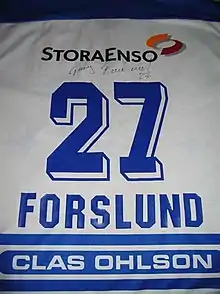 STORAENSO
27
FORSLUND
CLAS OHLSON